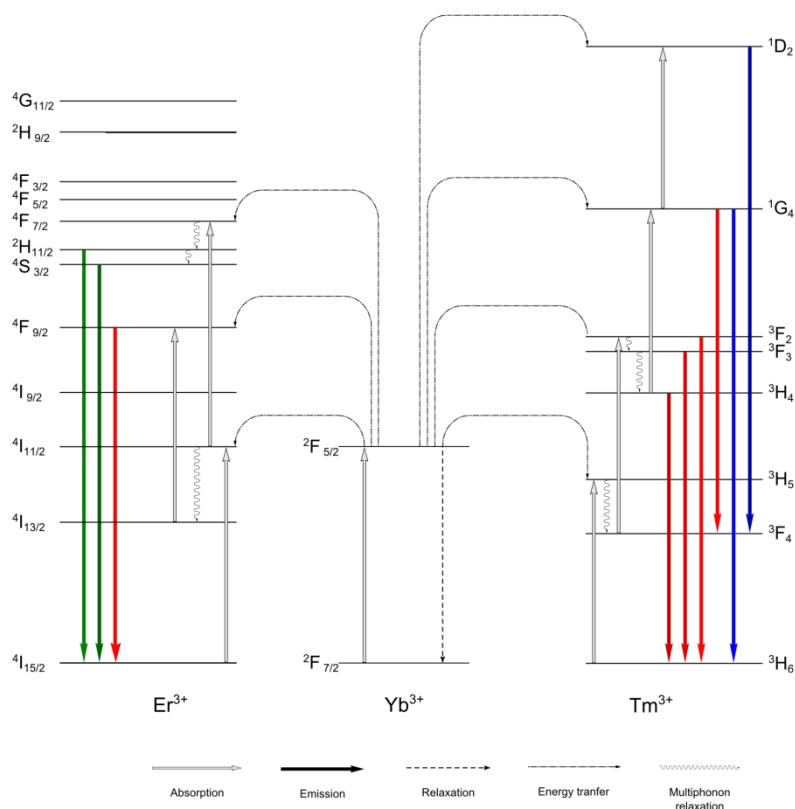 ¹D₂
⁴G₁₁/₂
²H₉/₂
⁴F₃/₂
⁴F₅/₂
⁴F₇/₂
²H₁₁/₂
⁴S₃/₂
⁴F₉/₂
⁴I₉/₂
⁴I₁₁/₂
⁴I₁₃/₂
⁴I₁₅/₂
Er³⁺
²F₅/₂
²F₇/₂
Yb³⁺
¹G₄
³F₂
³F₃
³H₄
³H₅
³F₄
³H₆
Tm³⁺
Absorption
Emission
Relaxation
Energy tranfer
Multiphonon
relaxation